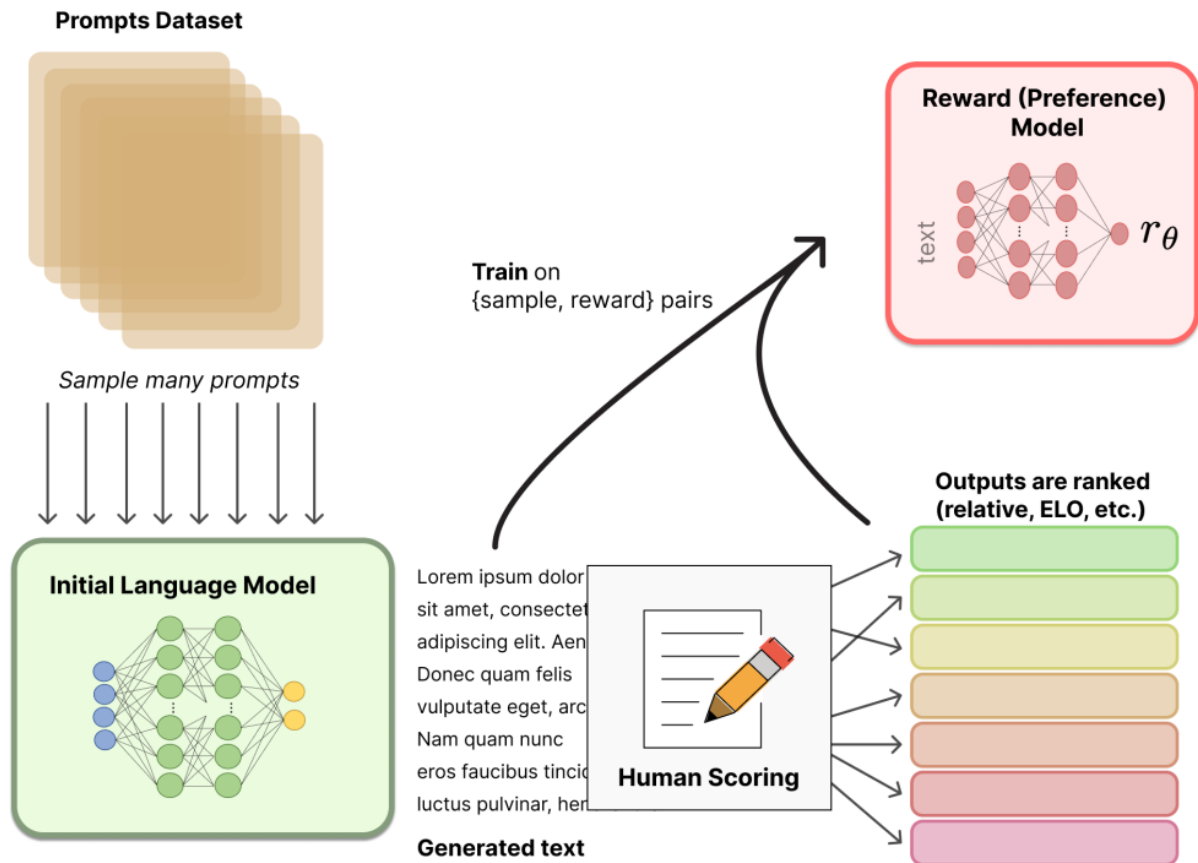 Prompts Dataset
Sample many prompts
Initial Language Model
Train on
{sample, reward} pairs
Reward (Preference)
Model
text
rθ
Lorem ipsum dolor
sit amet, consectet
adipiscing elit. Aen
Donec quam felis
vulputate eget, arc
Nam quam nunc
eros faucibus tincid
luctus pulvinar, hen
Generated text
Human Scoring
Outputs are ranked
(relative, ELO, etc.)